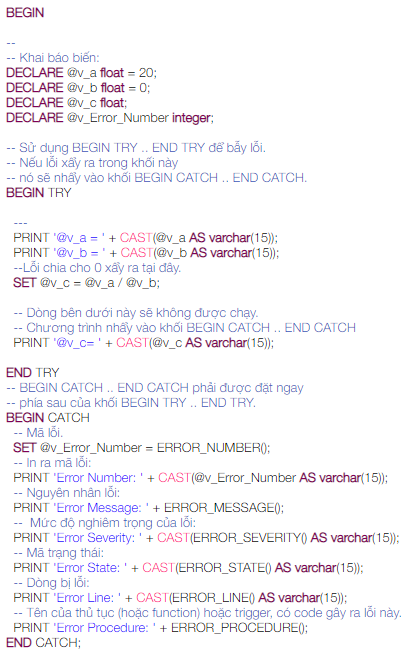 BEGIN
--
-- Khai báo biến:
DECLARE @v_a float = 20;
DECLARE @v_b float = 0;
DECLARE @v_c float;
DECLARE @v_Error_Number integer;
-- Sử dụng BEGIN TRY .. END TRY để bẫy lỗi.
-- Nếu lỗi xẩy ra trong khối này
-- nó sẽ nhẩy vào khối BEGIN CATCH .. END CATCH.
BEGIN TRY
---
PRINT '@v_a = ' + CAST(@v_a AS varchar(15));
PRINT '@v_b = ' + CAST(@v_b AS varchar(15));
--Lỗi chia cho 0 xẩy ra tại đây.
SET @v_c = @v_a / @v_b;
-- Dòng bên dưới này sẽ không được chạy.
-- Chương trình nhẩy vào khối BEGIN CATCH .. END CATCH
PRINT '@v_c= ' + CAST(@v_c AS varchar(15));
END TRY
-- BEGIN CATCH .. END CATCH phải được đặt ngay
-- phía sau của khối BEGIN TRY .. END TRY.
BEGIN CATCH
-- Mã lỗi.
SET @v_Error_Number = ERROR_NUMBER();
-- In ra mã lỗi:
PRINT 'Error Number: ' + CAST(@v_Error_Number AS varchar(15));
-- Nguyên nhân lỗi:
PRINT 'Error Message: ' + ERROR_MESSAGE();
-- Mức độ nghiêm trọng của lỗi:
PRINT 'Error Severity: ' + CAST(ERROR_SEVERITY() AS varchar(15));
-- Mã trạng thái:
PRINT 'Error State: ' + CAST(ERROR_STATE() AS varchar(15));
-- Dòng bị lỗi:
PRINT 'Error Line: ' + CAST(ERROR_LINE() AS varchar(15));
-- Tên của thủ tục (hoặc function) hoặc trigger, có code gây ra lỗi này.
PRINT 'Error Procedure: ' + ERROR_PROCEDURE();
END CATCH;